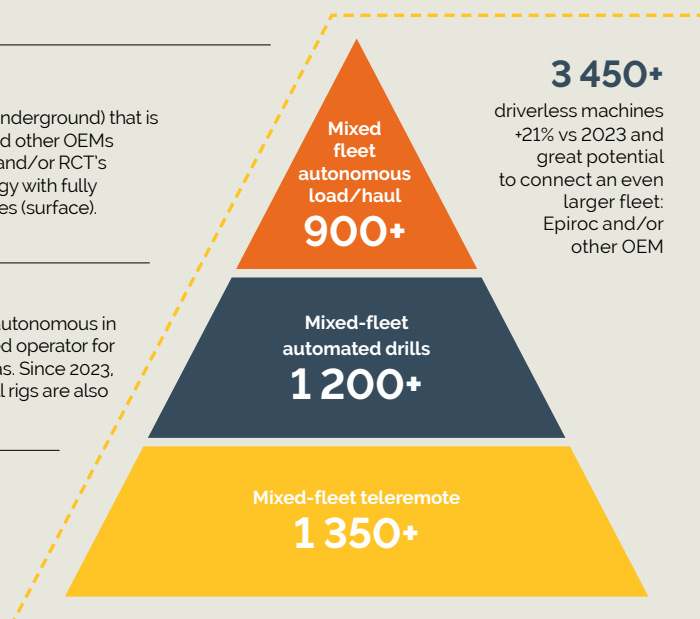 nderground) that is
d other OEMs
and/or RCT's
gy with fully
es (surface).
utonomous in
d operator for
as. Since 2023,
l rigs are also
Mixed
fleet
autonomous
load/haul
900+
Mixed-fleet
automated drills
1 200+
Mixed-fleet teleremote
1 350+
3 450+
driverless machines
+21% vs 2023 and
great potential
to connect an even
larger fleet:
Epiroc and/or
other OEM